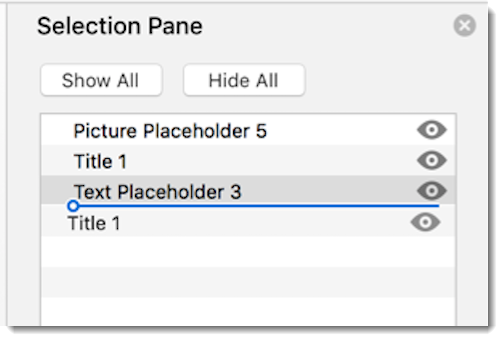 Selection Pane
Show All Hide All
Picture Placeholder 5
Title 1
Text Placeholder 3
Title 1